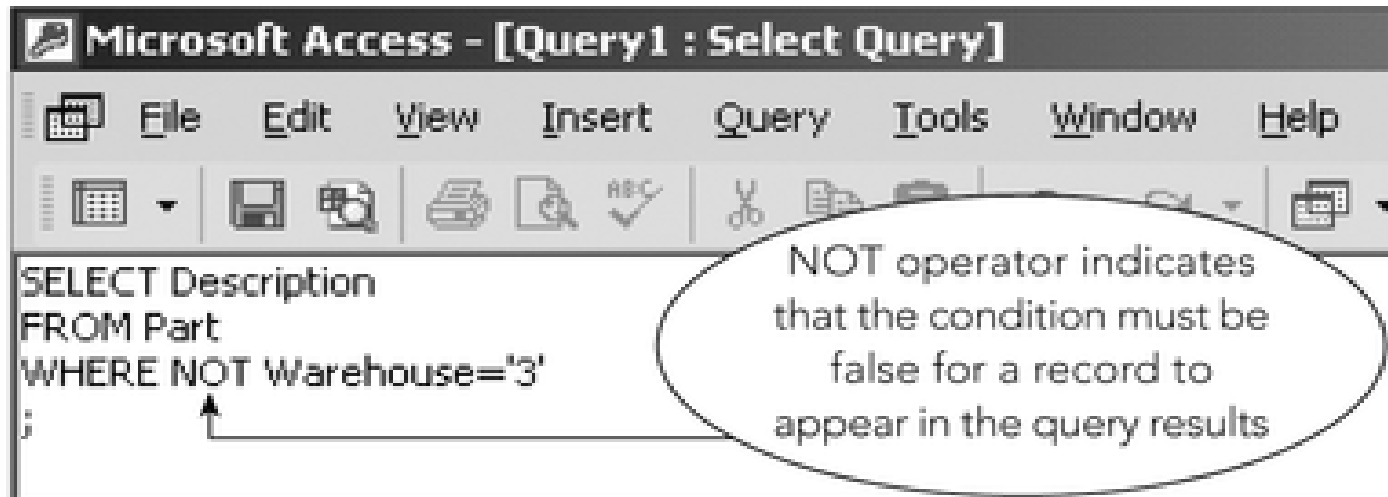 Microsoft Access - [Query1 : Select Query]
File Edit View Insert Query Tools Window Help
ABC
SELECT Description
FROM Part
WHERE NOT Warehouse='3'
;
NOT operator indicates
that the condition must be
false for a record to
appear in the query results